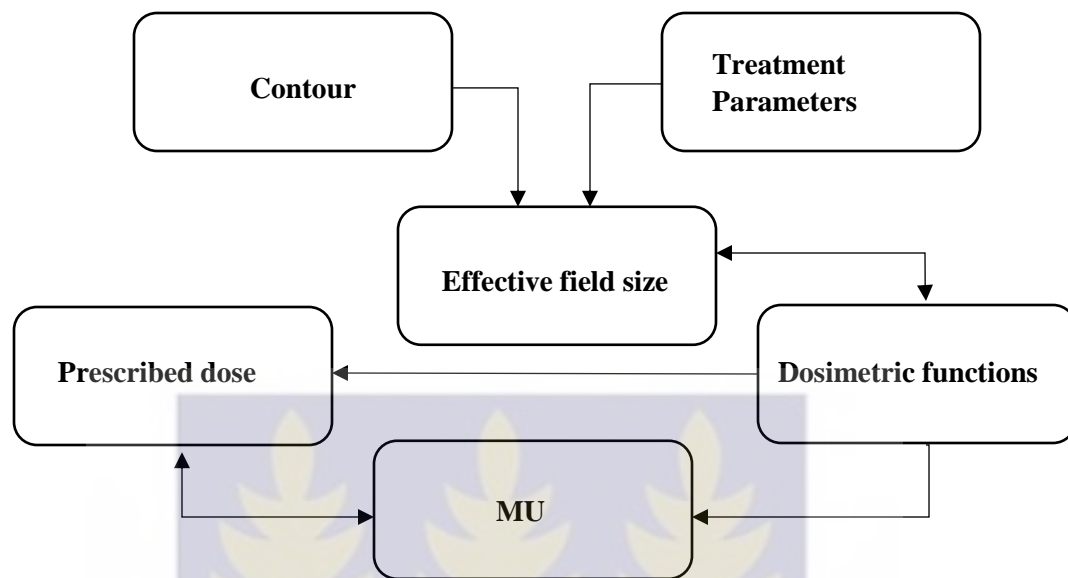 Contour
Treatment
Parameters
Effective field size
Prescribed dose
Dosimetric functions
MU